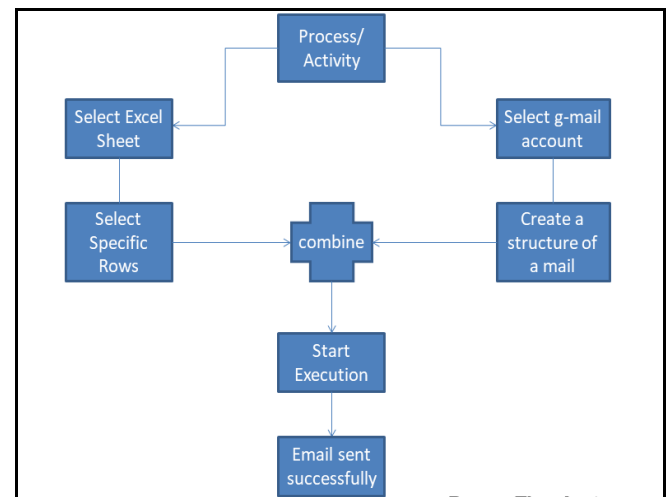 Process/
Activity
Select Excel
Sheet
Select g-mail
account
Select
Specific
Rows
combine
Create a
structure of
a mail
Start
Execution
Email sent
successfully